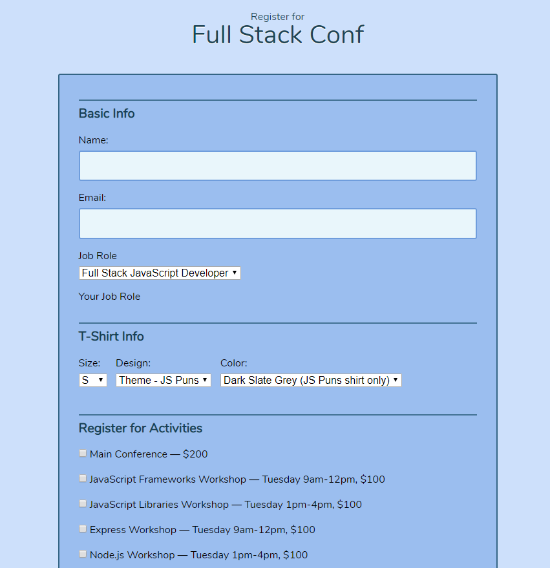 Register for
Full Stack Conf
Basic Info
Name:
Email:
Job Role
Full Stack JavaScript Developer
Your Job Role
T-Shirt Info
Size: Design: Color:
S Theme - JS Puns Dark Slate Grey (JS Puns shirt only)
Register for Activities
Main Conference — $200
JavaScript Frameworks Workshop — Tuesday 9am-12pm, $100
JavaScript Libraries Workshop — Tuesday 1pm-4pm, $100
Express Workshop — Tuesday 9am-12pm, $100
Node.js Workshop — Tuesday 1pm-4pm, $100